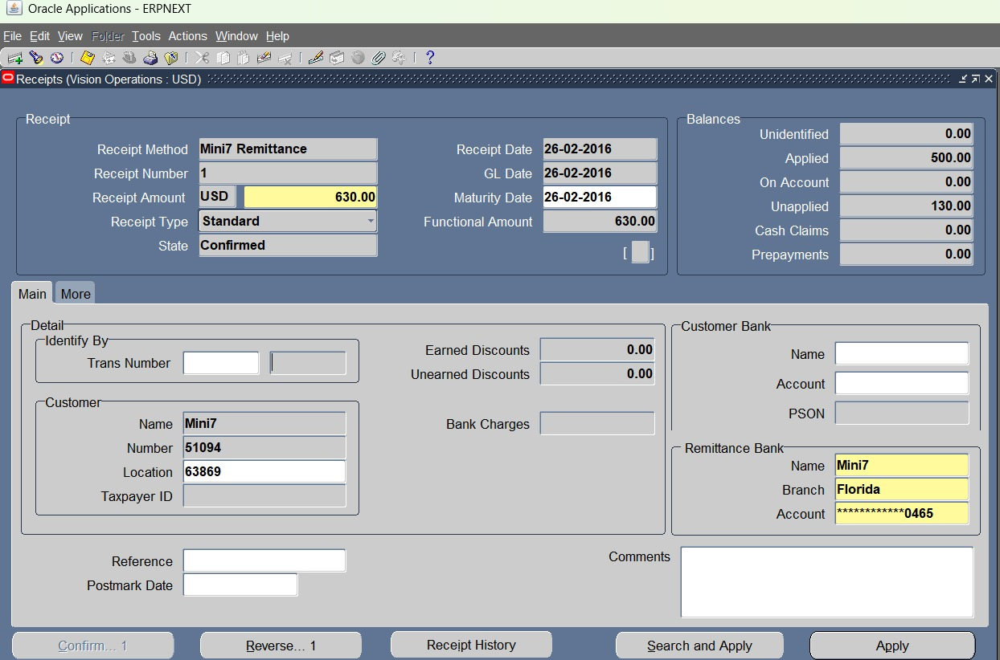 Oracle Applications - ERPNEXT
File Edit View Folder Tools Actions Window Help
Receipts (Vision Operations : USD)
Receipt
Receipt Method Mini7 Remittance
Receipt Number 1
Receipt Amount USD 630.00
Receipt Type Standard
State Confirmed
Receipt Date 26-02-2016
GL Date 26-02-2016
Maturity Date 26-02-2016
Functional Amount 630.00
[ ]
Balances
Unidentified 0.00
Applied 500.00
On Account 0.00
Unapplied 130.00
Cash Claims 0.00
Prepayments 0.00
Main More
Detail
Identify By
Trans Number
Customer
Name Mini7
Number 51094
Location 63869
Taxpayer ID
Earned Discounts 0.00
Unearned Discounts 0.00
Bank Charges
Customer Bank
Name
Account
PSON
Remittance Bank
Name Mini7
Branch Florida
Account ************0465
Reference
Postmark Date
Comments
Confirm... 1 Reverse... 1 Receipt History Search and Apply Apply